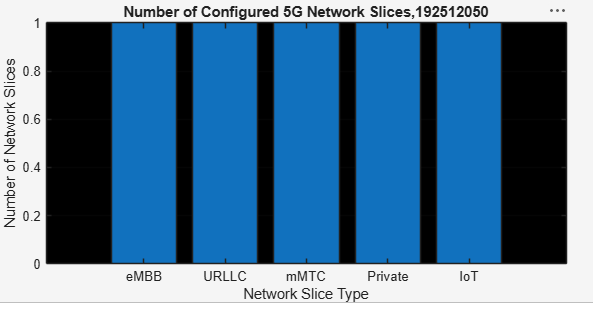 Number of Configured 5G Network Slices,192512050
Number of Network Slices
1
0.8
0.6
0.4
0.2
0
eMBB URLLC mMTC Private IoT
Network Slice Type